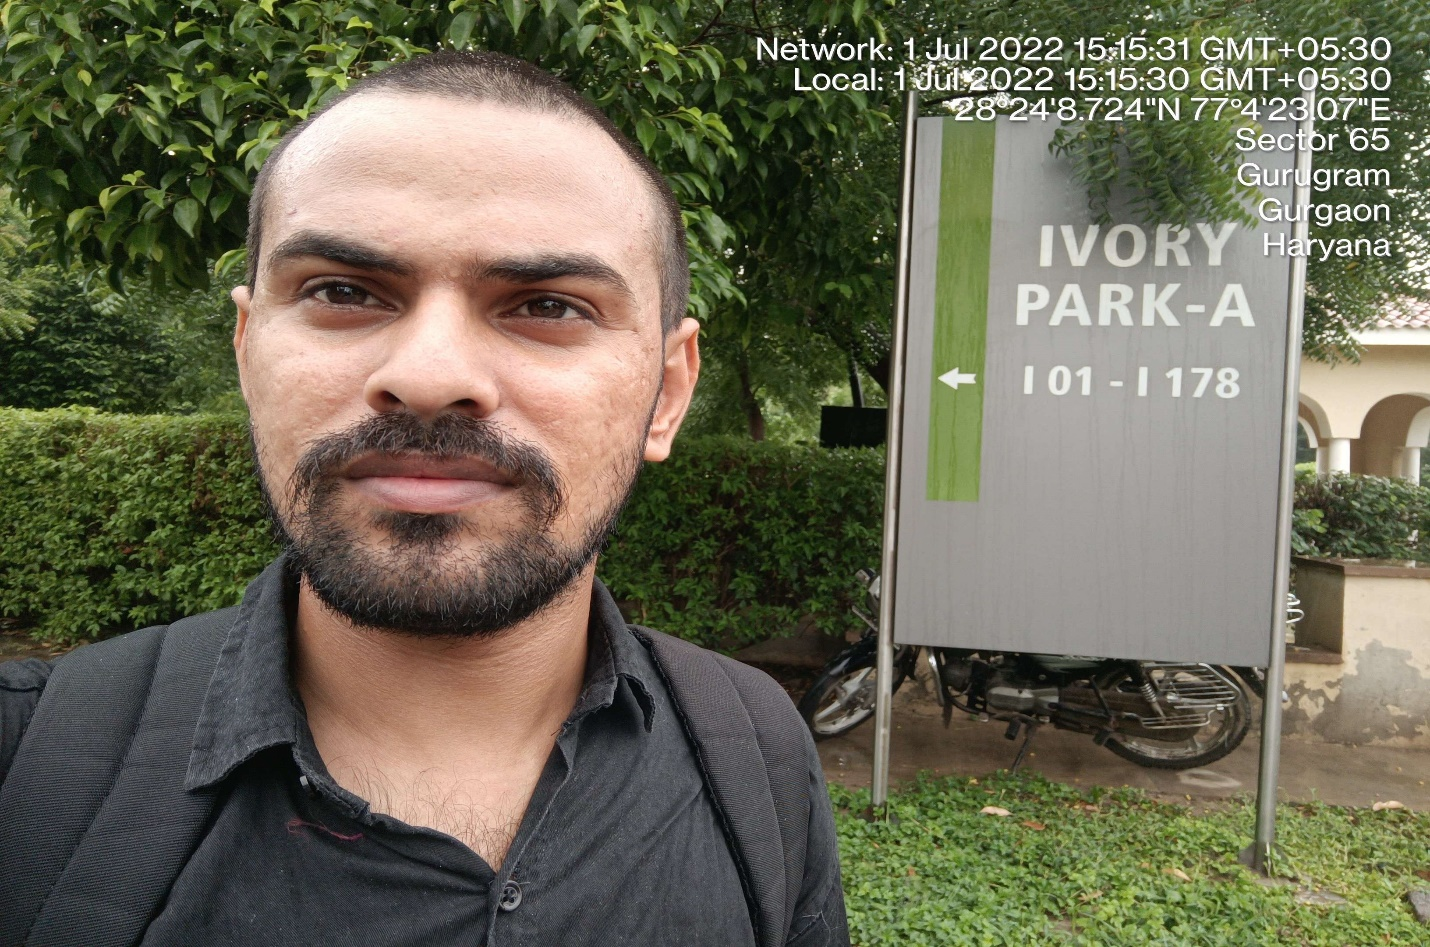 Network: 1 Jul 2022 15:15:31 GMT+05:30
Local: 1 Jul 2022 15:15:30 GMT+05:30
28°24'8.724"N 77°4'23.07"E
Sector 65
Gurugram
Gurgaon
Haryana
IVORY
PARK-A
I 01 - I 178